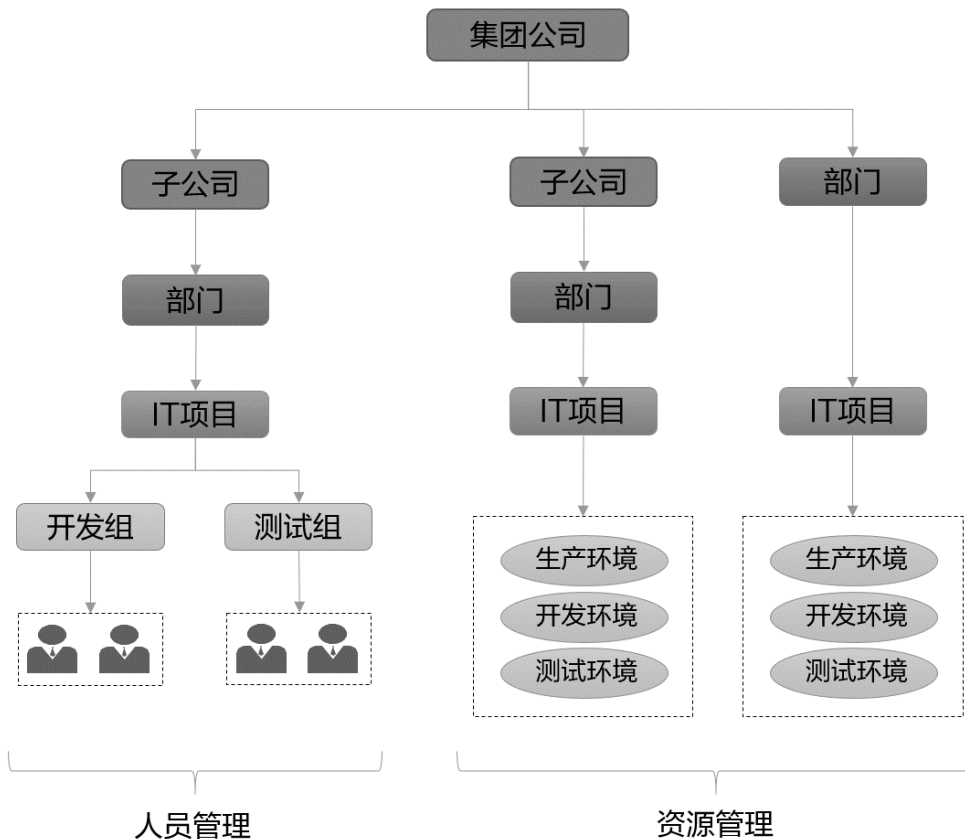 集团公司
子公司
子公司
部门
部门
部门
IT项目
IT项目
IT项目
开发组
测试组
生产环境
开发环境
测试环境
生产环境
开发环境
测试环境
人员管理
资源管理